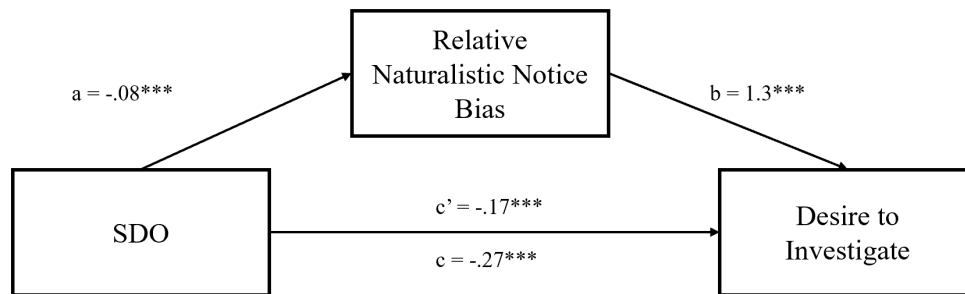 Relative
Naturalistic Notice
Bias
a = -.08***
b = 1.3***
SDO
c’ = -.17***
c = -.27***
Desire to
Investigate